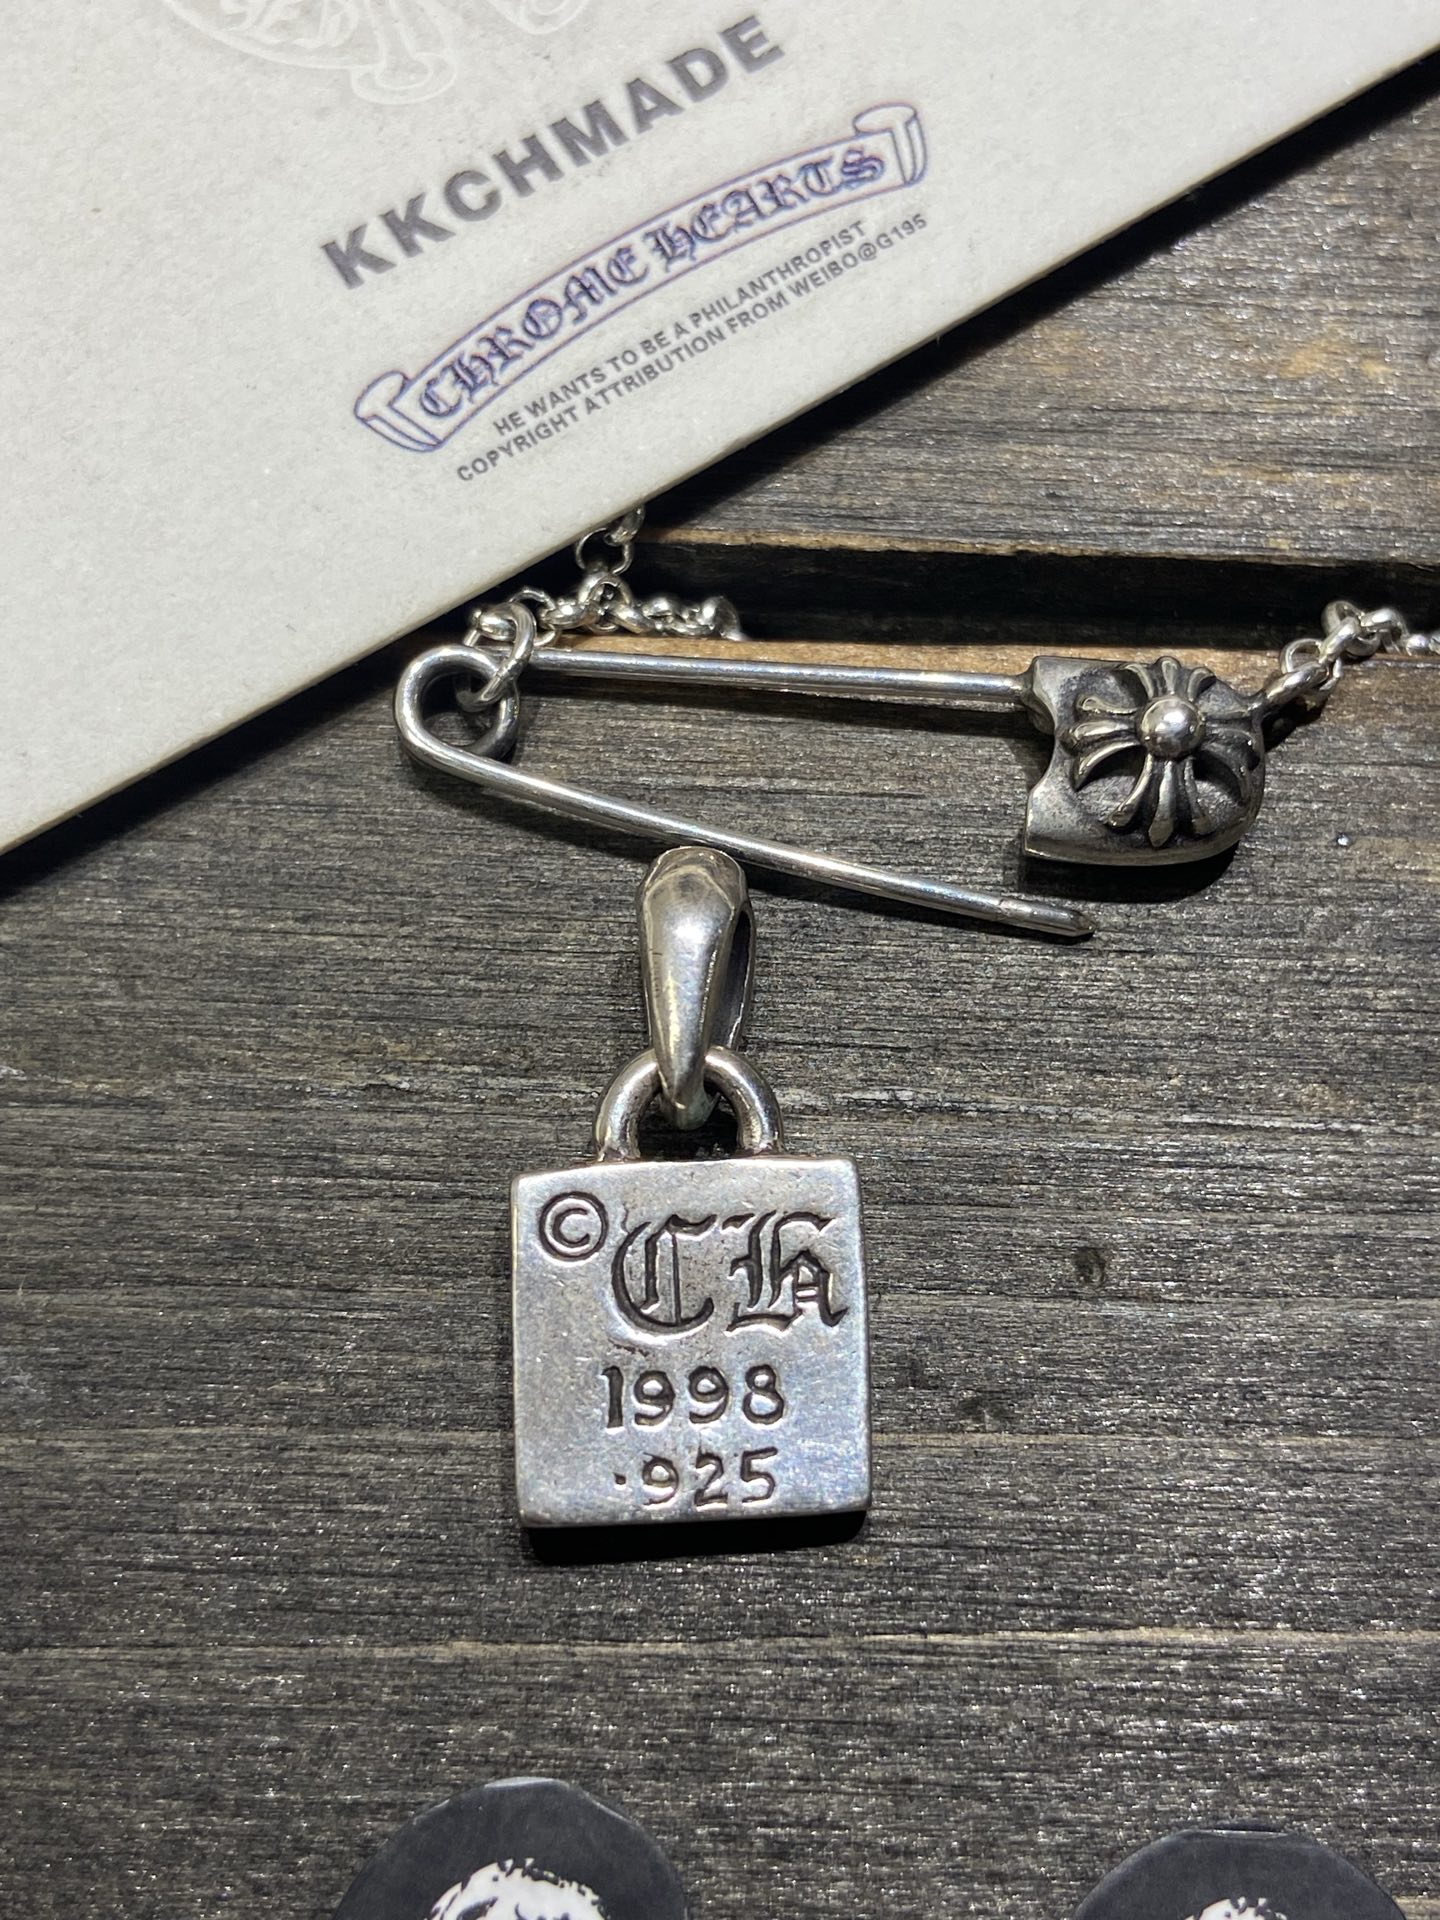 KKCHMADE
CHROME HEARTS
HE WANTS TO BE A PHILANTHROPIST
COPYRIGHT ATTRIBUTION FROM WEIBO@G195
©CH
1998
.925